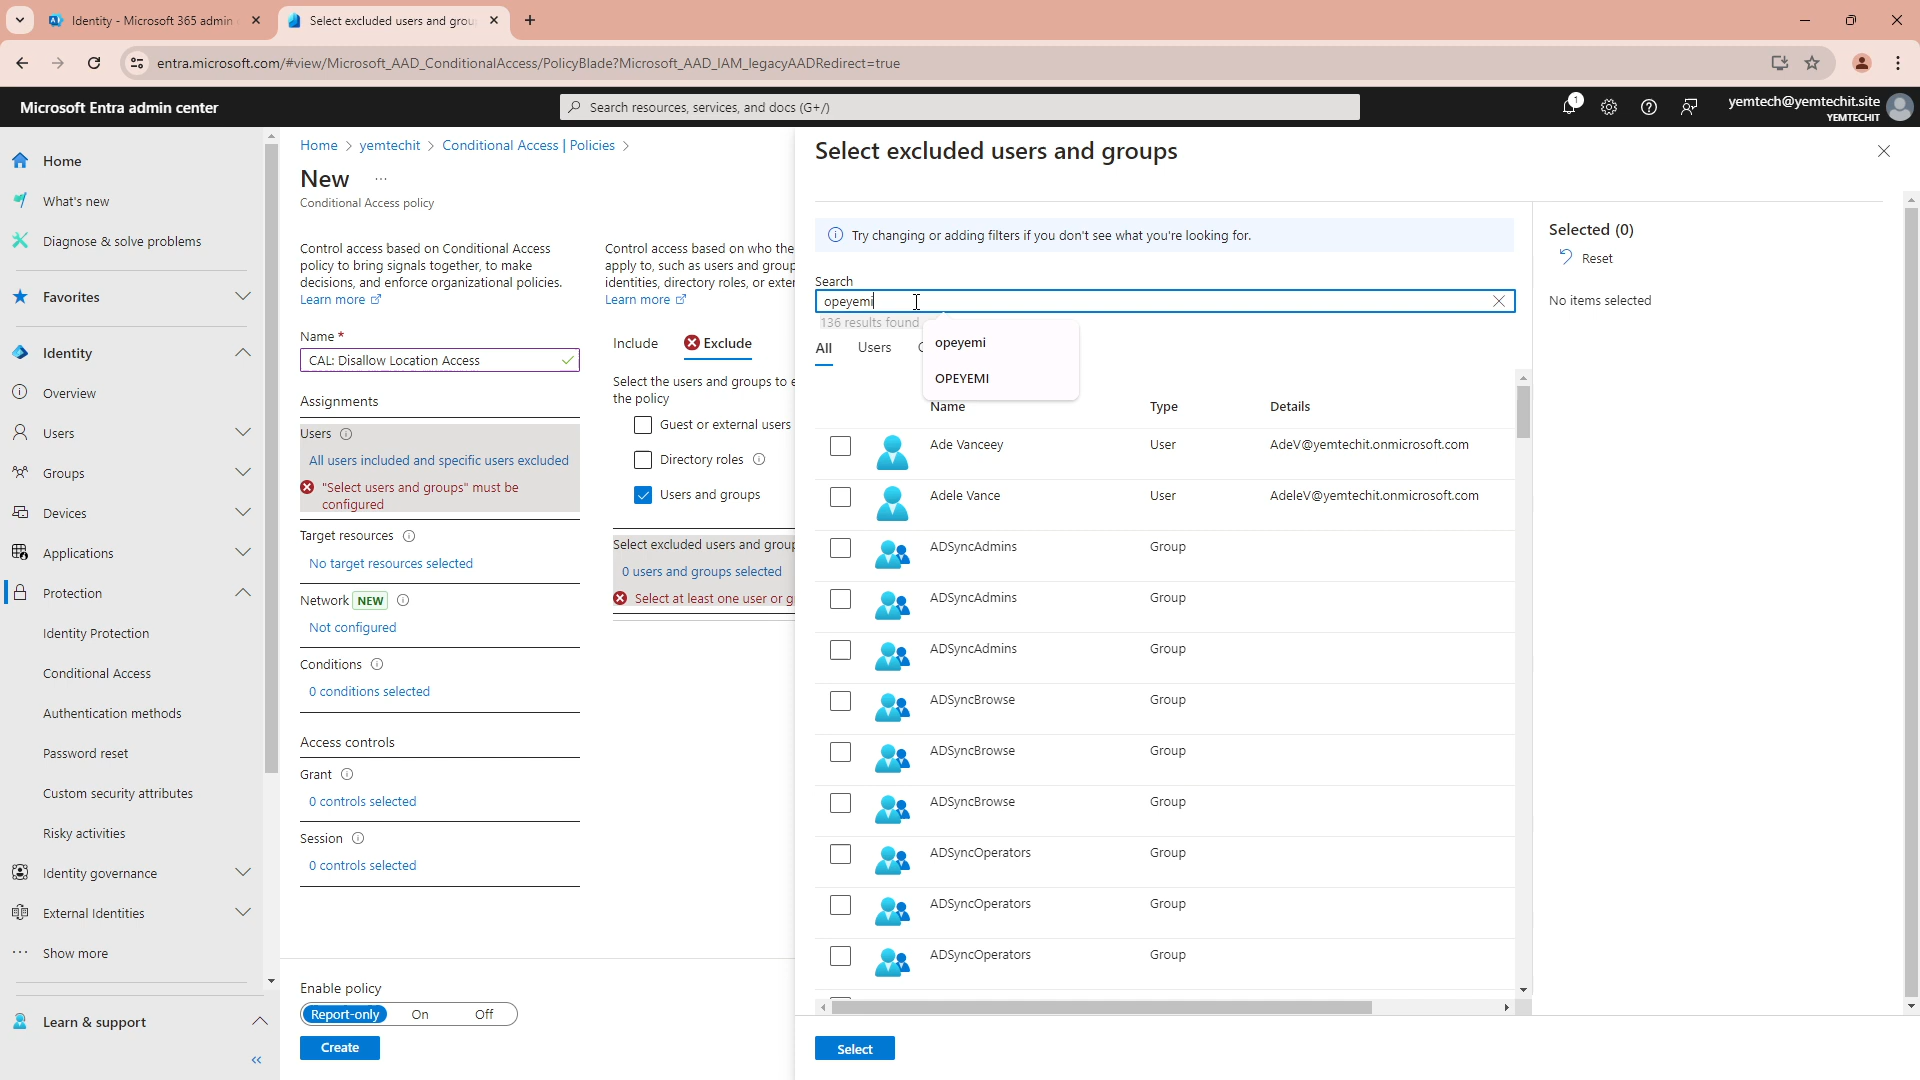 Identity - Microsoft 365 admin
Select excluded users and grou
entra.microsoft.com/#view/Microsoft_AAD_ConditionalAccess/PolicyBlade?Microsoft_AAD_IAM_legacyAADRedirect=true
Microsoft Entra admin center
Search resources, services, and docs (G+/)
1
yemtech@yemtechit.site
YEMTECHIT
Home
What's new
Diagnose & solve problems
Favorites
Identity
Overview
Users
Groups
Devices
Applications
Protection
Identity Protection
Conditional Access
Authentication methods
Password reset
Custom security attributes
Risky activities
Identity governance
External Identities
Show more
Learn & support
Home > yemtechit > Conditional Access | Policies >
New ...
Conditional Access policy
Control access based on Conditional Access
policy to bring signals together, to make
decisions, and enforce organizational policies.
Learn more
Name *
CAL: Disallow Location Access
Assignments
Users
All users included and specific users excluded
"Select users and groups" must be
configured
Target resources
No target resources selected
Network NEW
Not configured
Conditions
0 conditions selected
Access controls
Grant
0 controls selected
Session
0 controls selected
Enable policy
Report-only On Off
Create
Control access based on who the
apply to, such as users and group
identities, directory roles, or exter
Learn more
Include Exclude
Select the users and groups to e
the policy
Guest or external users
Directory roles
Users and groups
Select excluded users and group
0 users and groups selected
Select at least one user or g
Select excluded users and groups
Try changing or adding filters if you don't see what you're looking for.
Search
opeyemi
136 results found
opeyemi
OPEYEMI
All Users
Name Type Details
Ade Vanceey User AdeV@yemtechit.onmicrosoft.com
Adele Vance User AdeleV@yemtechit.onmicrosoft.com
ADSyncAdmins Group
ADSyncAdmins Group
ADSyncAdmins Group
ADSyncBrowse Group
ADSyncBrowse Group
ADSyncBrowse Group
ADSyncOperators Group
ADSyncOperators Group
ADSyncOperators Group
Select
Selected (0)
Reset
No items selected